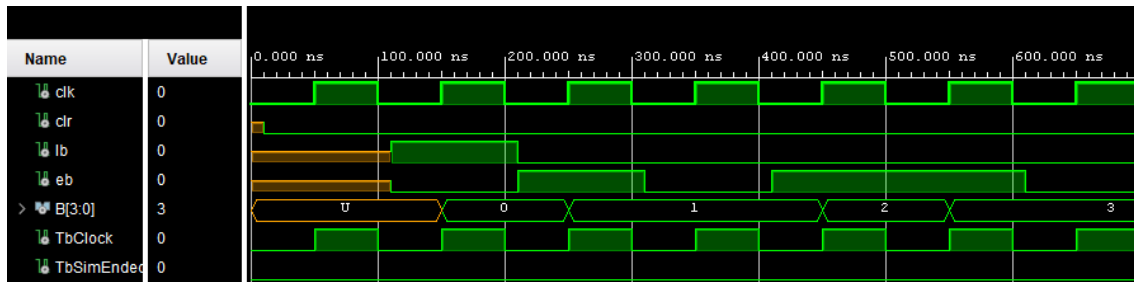 Name Value 0.000 ns 100.000 ns 200.000 ns 300.000 ns 400.000 ns 500.000 ns 600.000 ns
clk 0
clr 0
lb 0
eb 0
> B[3:0] 3 U 0 1 2 3
TbClock 0
TbSimEnded 0